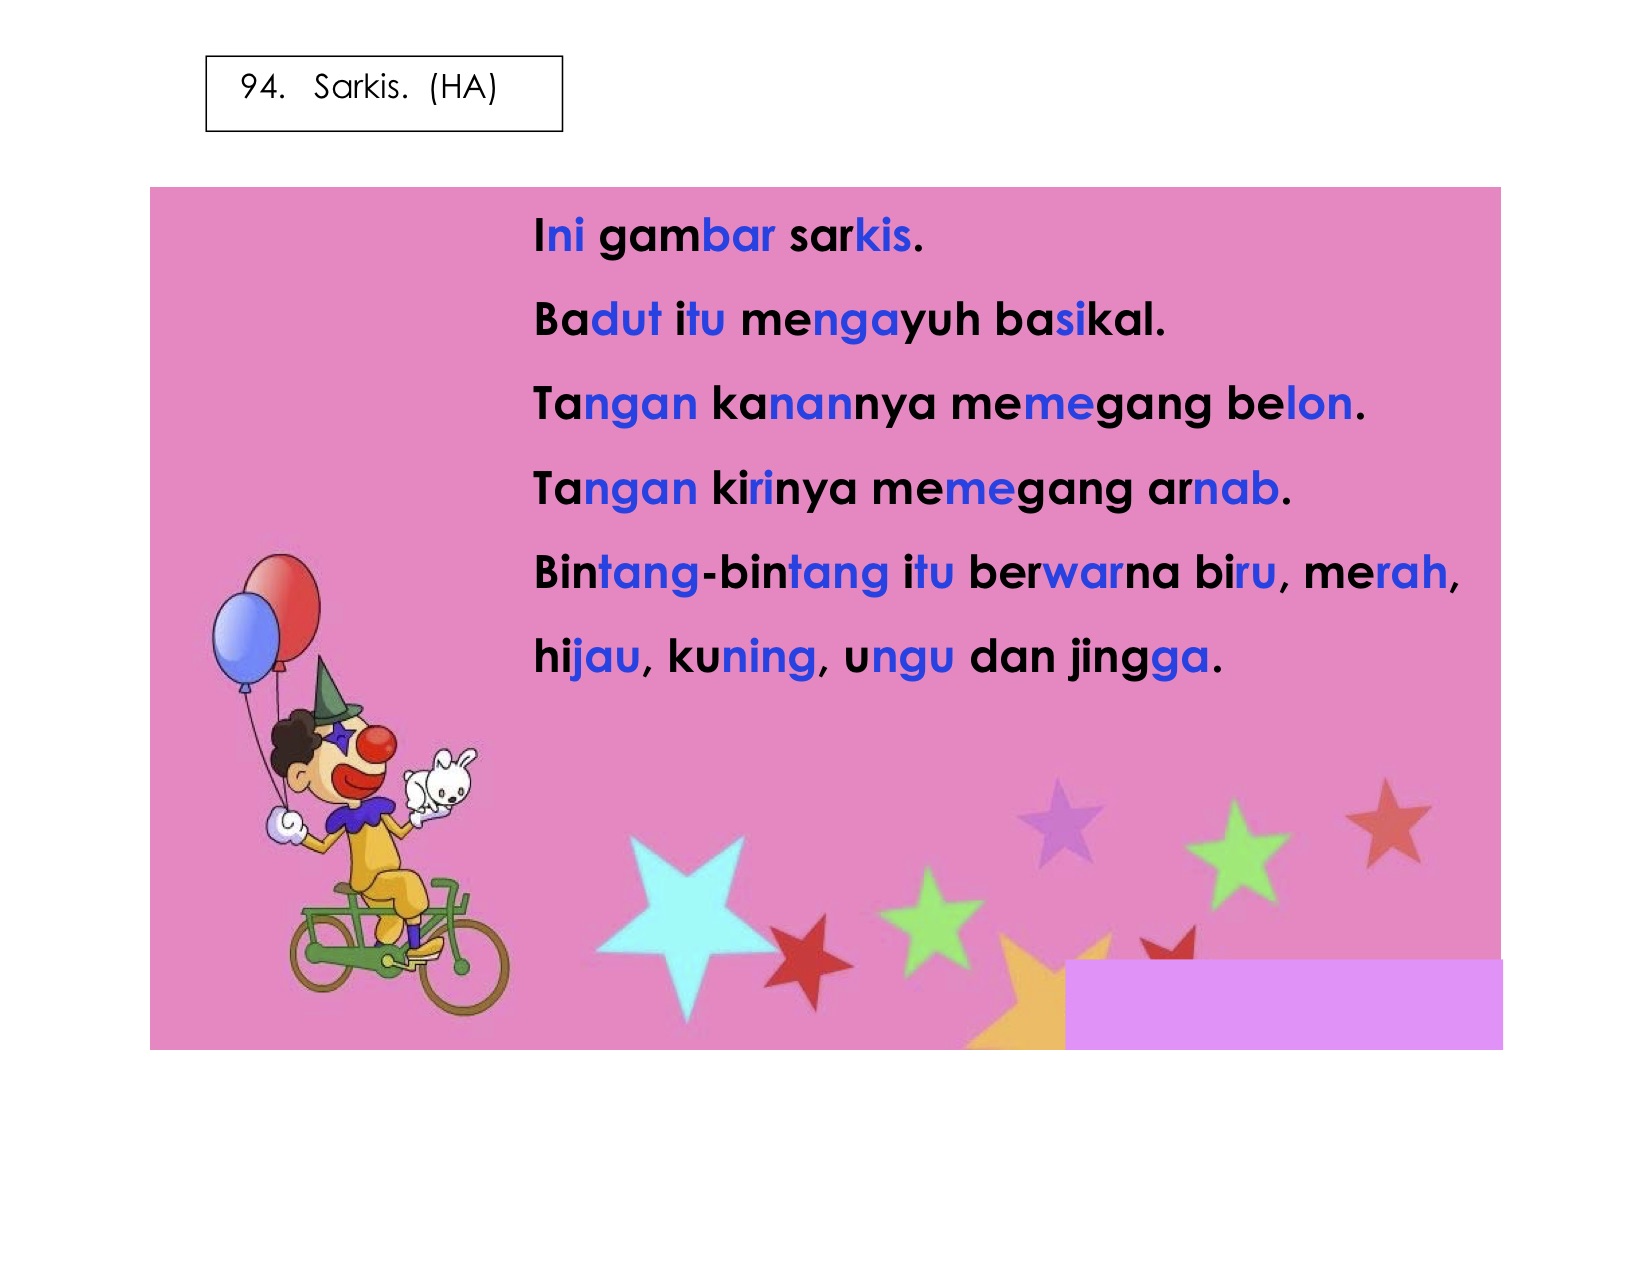 94. Sarkis. (HA)
Ini gambar sarkis.
Badut itu mengayuh basikal.
Tangan kanannya memegang belon.
Tangan kirinya memegang arnab.
Bintang-bintang itu berwarna biru, merah,
hijau, kuning, ungu dan jingga.